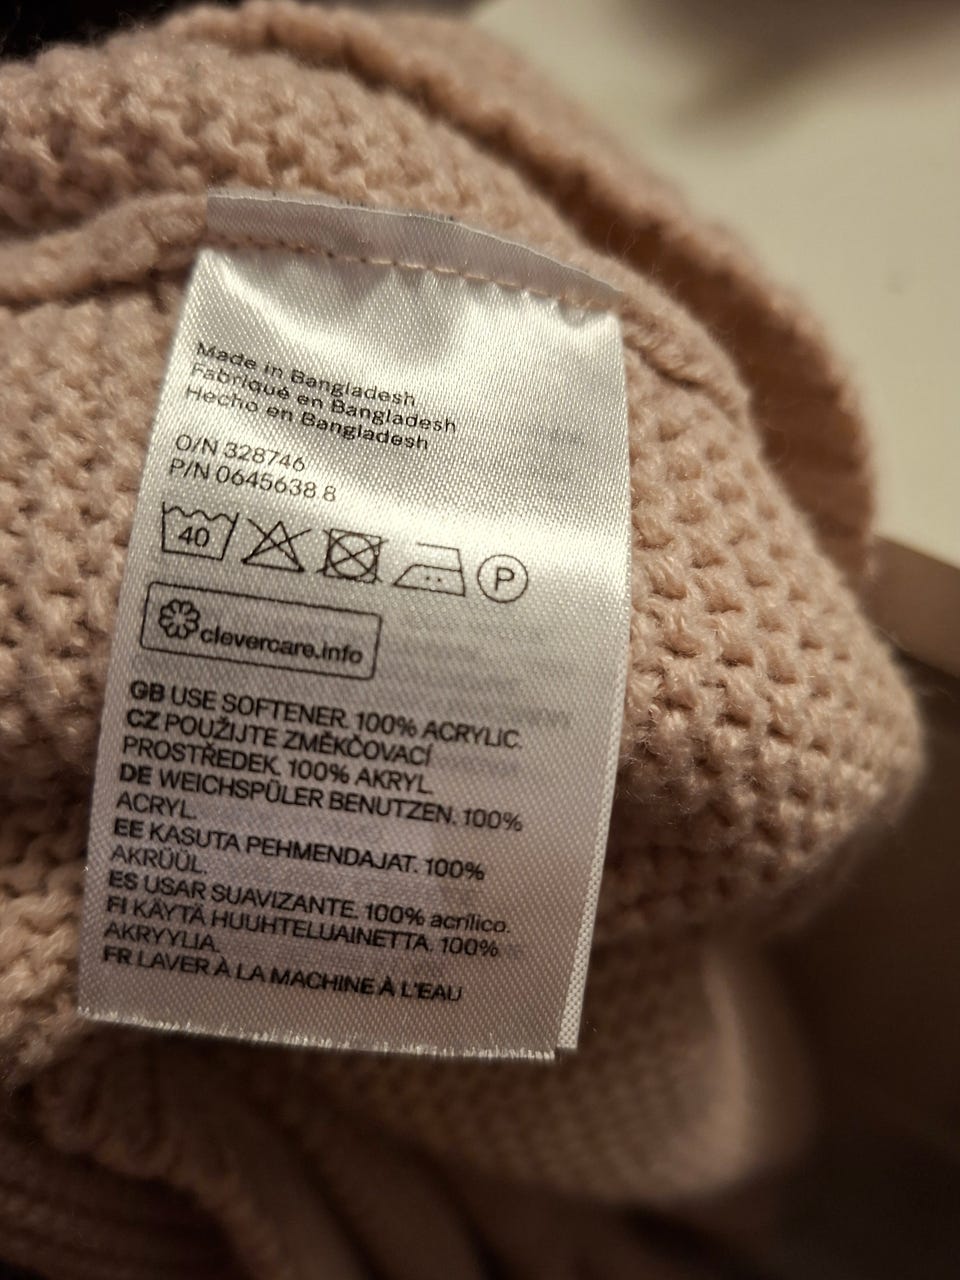 Made in Bangladesh
Fabriqué en Bangladesh
Hecho en Bangladesh
O/N 328746
P/N 0645638 8
40 P
clevercare.info
GB USE SOFTENER. 100% ACRYLIC.
CZ POUŽIJTE ZMĚKČOVACÍ
PROSTŘEDEK. 100% AKRYL.
DE WEICHSPÜLER BENUTZEN. 100%
ACRYL.
EE KASUTA PEHMENDAJAT. 100%
AKRÜÜL.
ES USAR SUAVIZANTE. 100% acrílico.
FI KÄYTÄ HUUHTELUAINETTA. 100%
AKRYYLIA.
FR LAVER À LA MACHINE À L'EAU